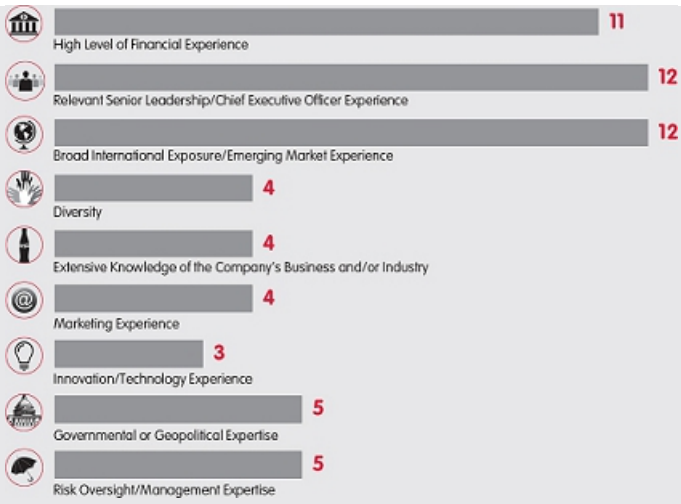 11
High Level of Financial Experience
12
Relevant Senior Leadership/Chief Executive Officer Experience
12
Broad International Exposure/Emerging Market Experience
4
Diversity
4
Extensive Knowledge of the Company's Business and/or Industry
@ 4
Marketing Experience
3
Innovation/Technology Experience
5
Governmental or Geopolitical Expertise
5
Risk Oversight/Management Expertise